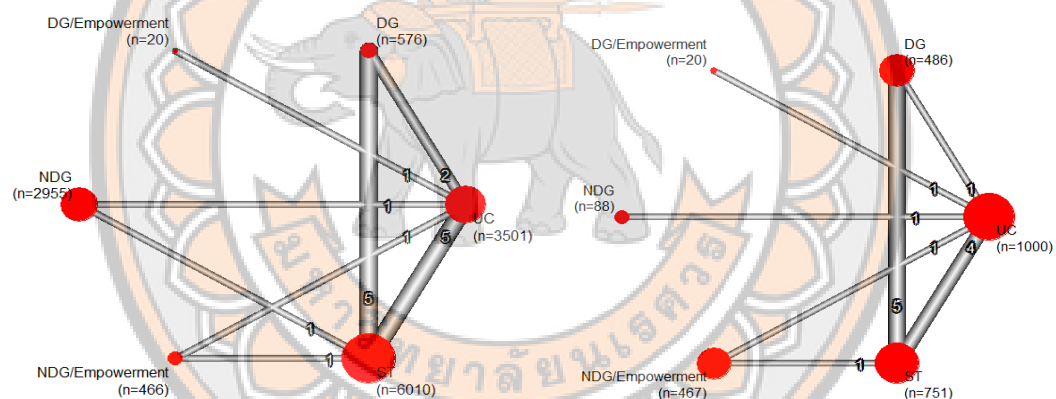 DG/Empowerment
(n=20)
DG
(n=576)
NDG
(n=2955)
UC
(n=3501)
NDG/Empowerment
(n=466)
ST
(n=6010)
1
2
1
1
5
5
1
1
DG/Empowerment
(n=20)
DG
(n=486)
NDG
(n=88)
UC
(n=1000)
NDG/Empowerment
(n=467)
ST
(n=751)
1
1
1
1
4
5
1